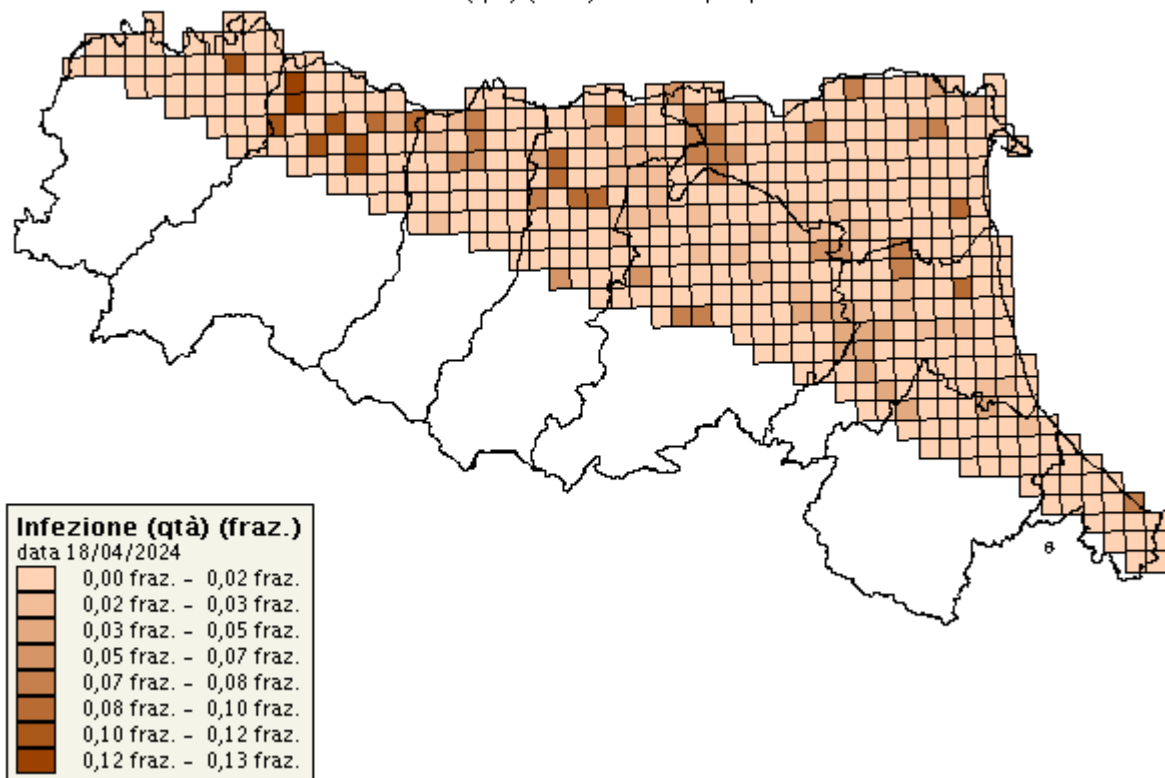 Infezione (qtà) (fraz.)
data 18/04/2024
0,00 fraz. - 0,02 fraz.
0,02 fraz. - 0,03 fraz.
0,03 fraz. - 0,05 fraz.
0,05 fraz. - 0,07 fraz.
0,07 fraz. - 0,08 fraz.
0,08 fraz. - 0,10 fraz.
0,10 fraz. - 0,12 fraz.
0,12 fraz. - 0,13 fraz.